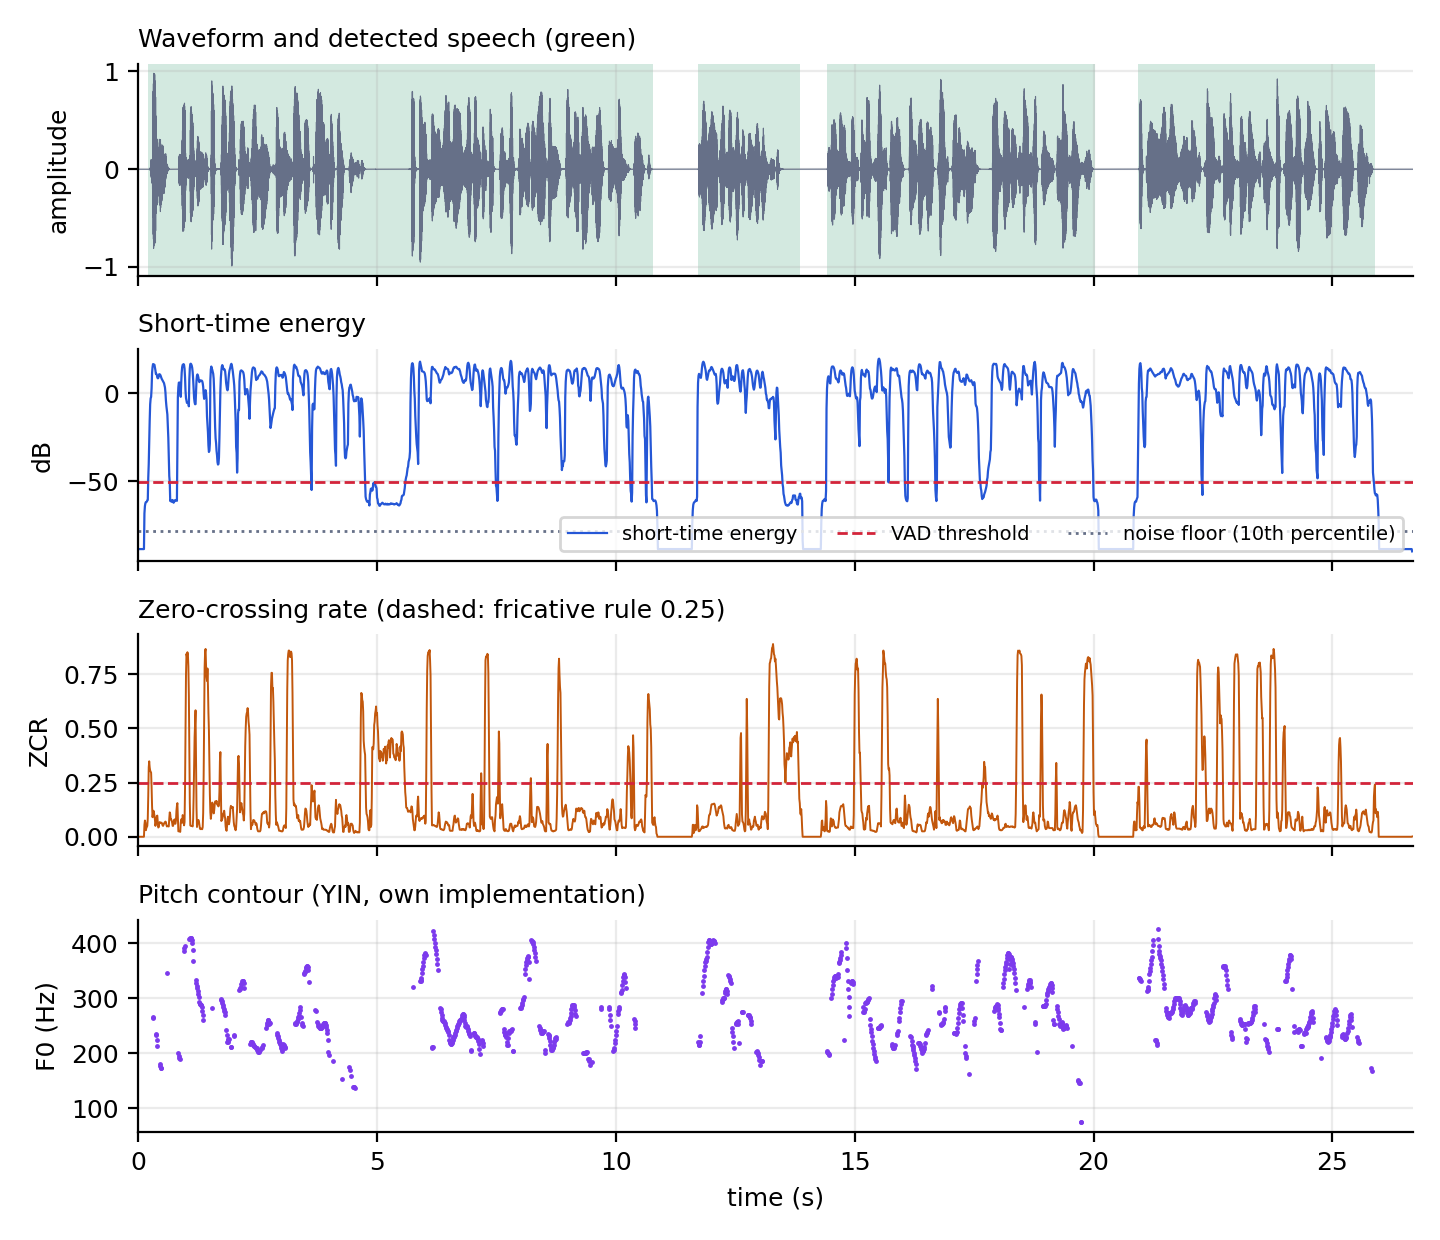 Waveform and detected speech (green)
1
0
−1
amplitude
Short-time energy
0
−50
dB
short-time energy
VAD threshold
noise floor (10th percentile)
Zero-crossing rate (dashed: fricative rule 0.25)
0.75
0.50
0.25
0.00
ZCR
Pitch contour (YIN, own implementation)
400
300
200
100
F0 (Hz)
0 5 10 15 20 25
time (s)